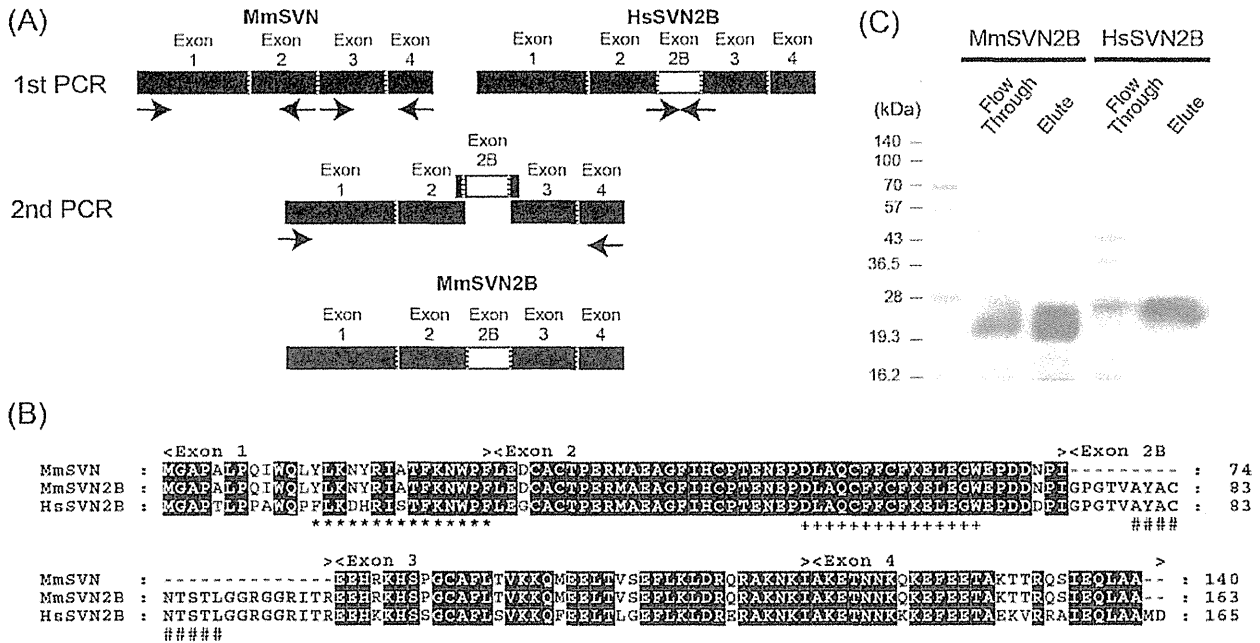 (A)
MmSVN
HsSVN2B
Exon 1 Exon 2 Exon 3 Exon 4 Exon 1 Exon 2 Exon 2B Exon 3 Exon 4
1st PCR
Exon 1 Exon 2 Exon 2B Exon 3 Exon 4
2nd PCR
MmSVN2B
Exon 1 Exon 2 Exon 2B Exon 3 Exon 4
(C)
MmSVN2B HsSVN2B
(kDa) Flow Through Elute Flow Through Elute
140
100
70
57
43
36.5
28
19.3
16.2
(B)
<Exon 1 ><Exon 2 ><Exon 2B
MmSVN : MGAPALPQIWQLYLKNYRIATFKNWPFLEDCACTPERMAEAGFIHCPTENEPDLAQCFFCFKELEGWEPDDNPI--------- : 74
MmSVN2B : MGAPALPQIWQLYLKNYRIATFKNWPFLEDCACTPERMAEAGFIHCPTENEPDLAQCFFCFKELEGWEPDDNPIGPGTVAYAC : 83
HsSVN2B : MGAPTLPPAWQPFLKDHRISTFKNWPFLEGCACTPERMAEAGFIHCPTENEPDLAQCFFCFKELEGWEPDDNPIGPGTVAYAC : 83
*************** +++++++++++++++ ####
><Exon 3 ><Exon 4 >
MmSVN : --------------EEHRKHSPGCAFLTVKKQMEELTVSEFLKLDRQRAKNKIAKETNNKQKEFEETAKTTRQSIEQLAA-- : 140
MmSVN2B : NTSTLGGRGGRITREEHRKHSPGCAFLTVKKQMEELTVSEFLKLDRQRAKNKIAKETNNKQKEFEETAKTTRQSIEQLAA-- : 163
HsSVN2B : NTSTLGGRGGRITREEHKKHSSGCAFLSVKKQFEELTLGEFLKLDRERAKNKIAKETNNKKKEFEETAEKVRRAIEQLAAMD : 165
#####